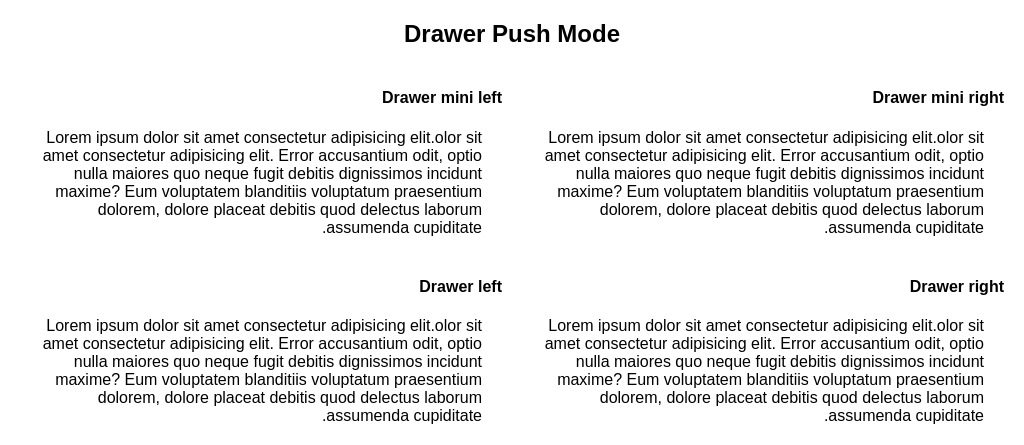 Drawer Push Mode
Drawer mini left
Lorem ipsum dolor sit amet consectetur adipisicing elit.olor sit
amet consectetur adipisicing elit. Error accusantium odit, optio
nulla maiores quo neque fugit debitis dignissimos incidunt
maxime? Eum voluptatem blanditiis voluptatum praesentium
dolorem, dolore placeat debitis quod delectus laborum
.assumenda cupiditate
Drawer mini right
Lorem ipsum dolor sit amet consectetur adipisicing elit.olor sit
amet consectetur adipisicing elit. Error accusantium odit, optio
nulla maiores quo neque fugit debitis dignissimos incidunt
maxime? Eum voluptatem blanditiis voluptatum praesentium
dolorem, dolore placeat debitis quod delectus laborum
.assumenda cupiditate
Drawer left
Lorem ipsum dolor sit amet consectetur adipisicing elit.olor sit
amet consectetur adipisicing elit. Error accusantium odit, optio
nulla maiores quo neque fugit debitis dignissimos incidunt
maxime? Eum voluptatem blanditiis voluptatum praesentium
dolorem, dolore placeat debitis quod delectus laborum
.assumenda cupiditate
Drawer right
Lorem ipsum dolor sit amet consectetur adipisicing elit.olor sit
amet consectetur adipisicing elit. Error accusantium odit, optio
nulla maiores quo neque fugit debitis dignissimos incidunt
maxime? Eum voluptatem blanditiis voluptatum praesentium
dolorem, dolore placeat debitis quod delectus laborum
.assumenda cupiditate